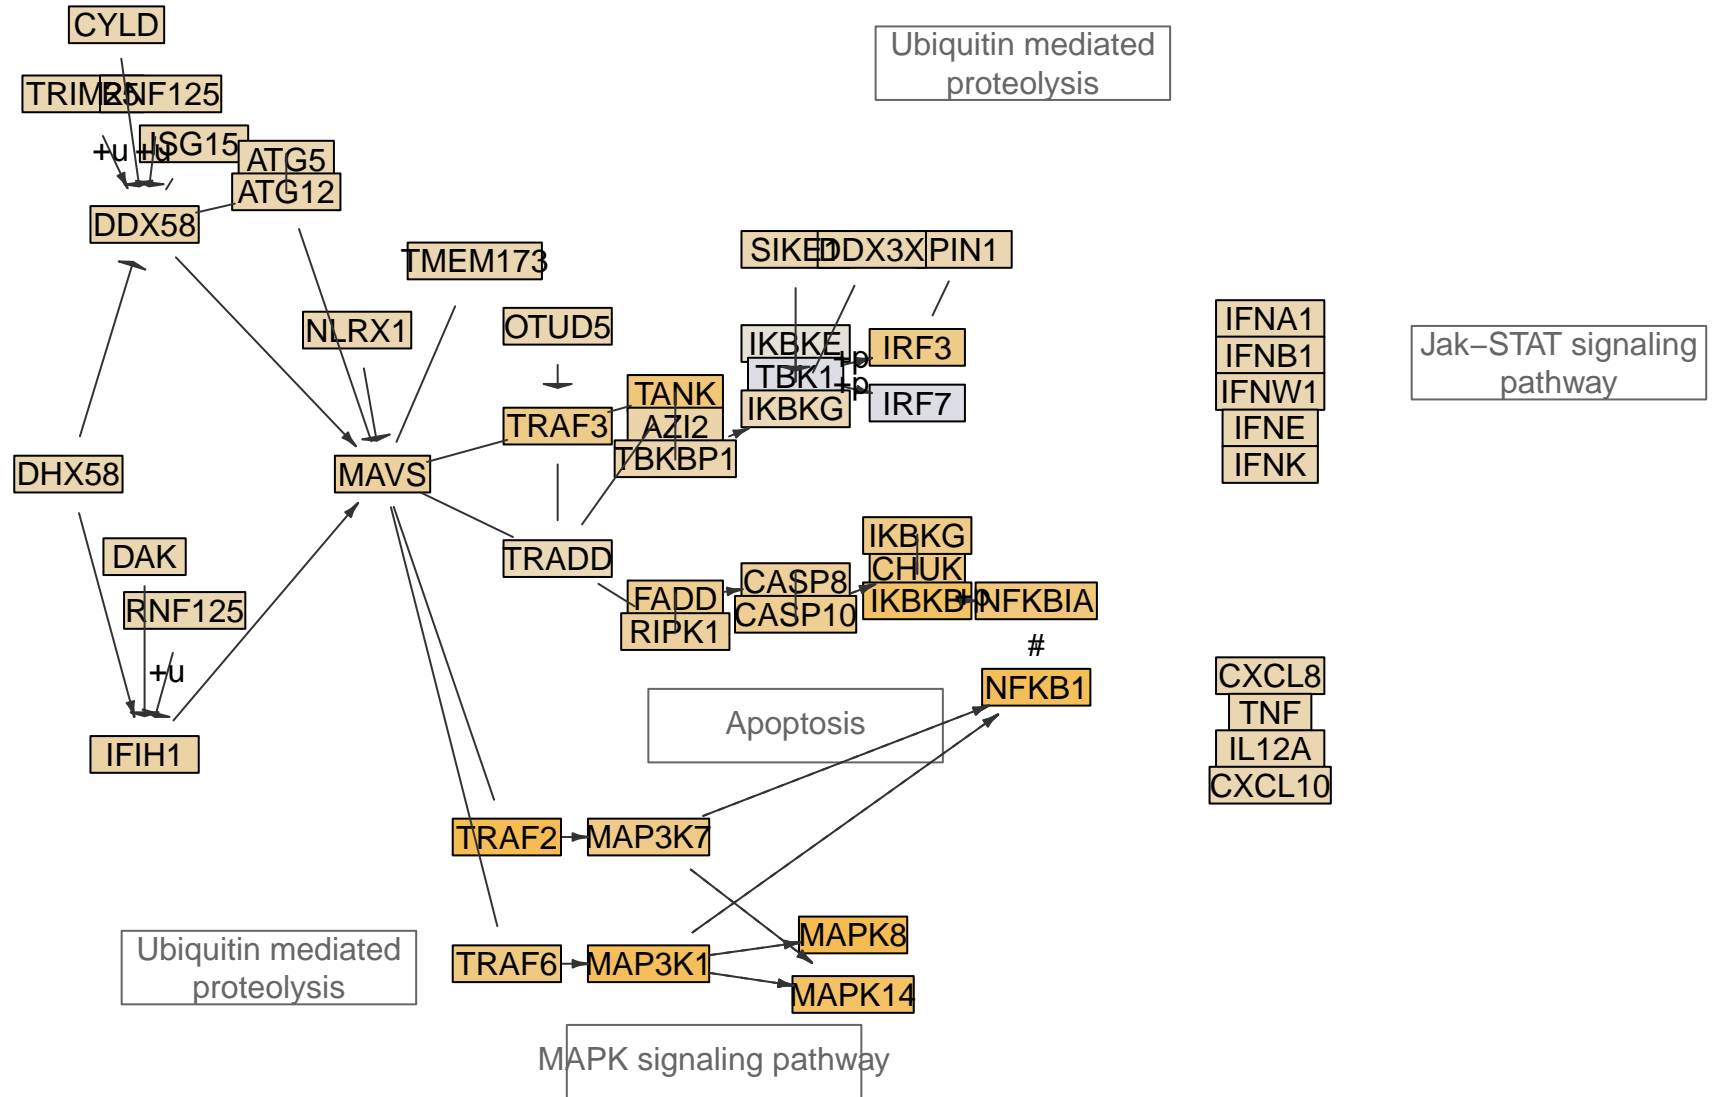 CYLD
Ubiquitin mediated
proteolysis
TRIM25
RNF125
ISG15
+u
+u
ATG5
ATG12
DDX58
TMEM173
SIKE1
DDX3X
PIN1
NLRX1
OTUD5
IKBKE
TBK1
IKBKG
+p
+p
IRF3
IRF7
IFNA1
IFNB1
IFNW1
IFNE
IFNK
Jak−STAT signaling
pathway
TANK
AZI2
TBKBP1
TRAF3
DHX58
MAVS
DAK
RNF125
+u
IFIH1
TRADD
FADD
RIPK1
CASP8
CASP10
IKBKG
CHUK
IKBKB
+p
NFKBIA
#
NFKB1
CXCL8
TNF
IL12A
CXCL10
Apoptosis
TRAF2
MAP3K7
TRAF6
MAP3K1
MAPK8
MAPK14
Ubiquitin mediated
proteolysis
MAPK signaling pathway